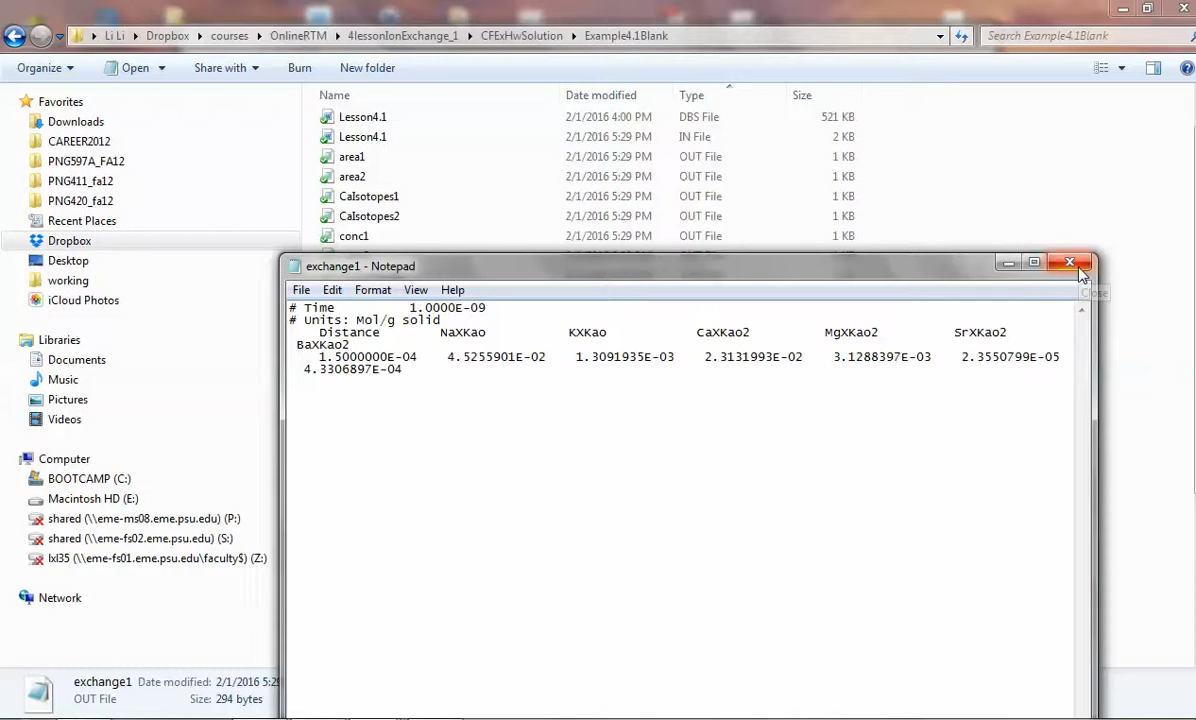 Li Li Dropbox courses OnlineRTM 4lessonIonExchange_1 CFExHwSolution Example4.1Blank Search Example4.1Blank
Organize Open Share with Burn New folder
Favorites
Downloads
CAREER2012
PNG597A_FA12
PNG411_fa12
PNG420_fa12
Recent Places
Dropbox
Desktop
working
iCloud Photos
Libraries
Documents
Music
Pictures
Videos
Computer
BOOTCAMP (C:)
Macintosh HD (E:)
shared (\\eme-ms08.eme.psu.edu) (P:)
shared (\\eme-fs02.eme.psu.edu) (S:)
lxl35 (\\eme-fs01.eme.psu.edu\faculty$) (Z:)
Network
Name Date modified Type Size
Lesson4.1 2/1/2016 4:00 PM DBS File 521 KB
Lesson4.1 2/1/2016 5:29 PM IN File 2 KB
area1 2/1/2016 5:29 PM OUT File 1 KB
area2 2/1/2016 5:29 PM OUT File 1 KB
CaIsotopes1 2/1/2016 5:29 PM OUT File 1 KB
CaIsotopes2 2/1/2016 5:29 PM OUT File 1 KB
conc1 2/1/2016 5:29 PM OUT File 1 KB
exchange1 - Notepad
Close
File Edit Format View Help
# Time 1.0000E-09
# Units: Mol/g solid
Distance NaXKao KXKao CaXKao2 MgXKao2 SrXKao2
BaXKao2
1.5000000E-04 4.5255901E-02 1.3091935E-03 2.3131993E-02 3.1288397E-03 2.3550799E-05
4.3306897E-04
exchange1 Date modified: 2/1/2016 5:29
OUT File Size: 294 bytes